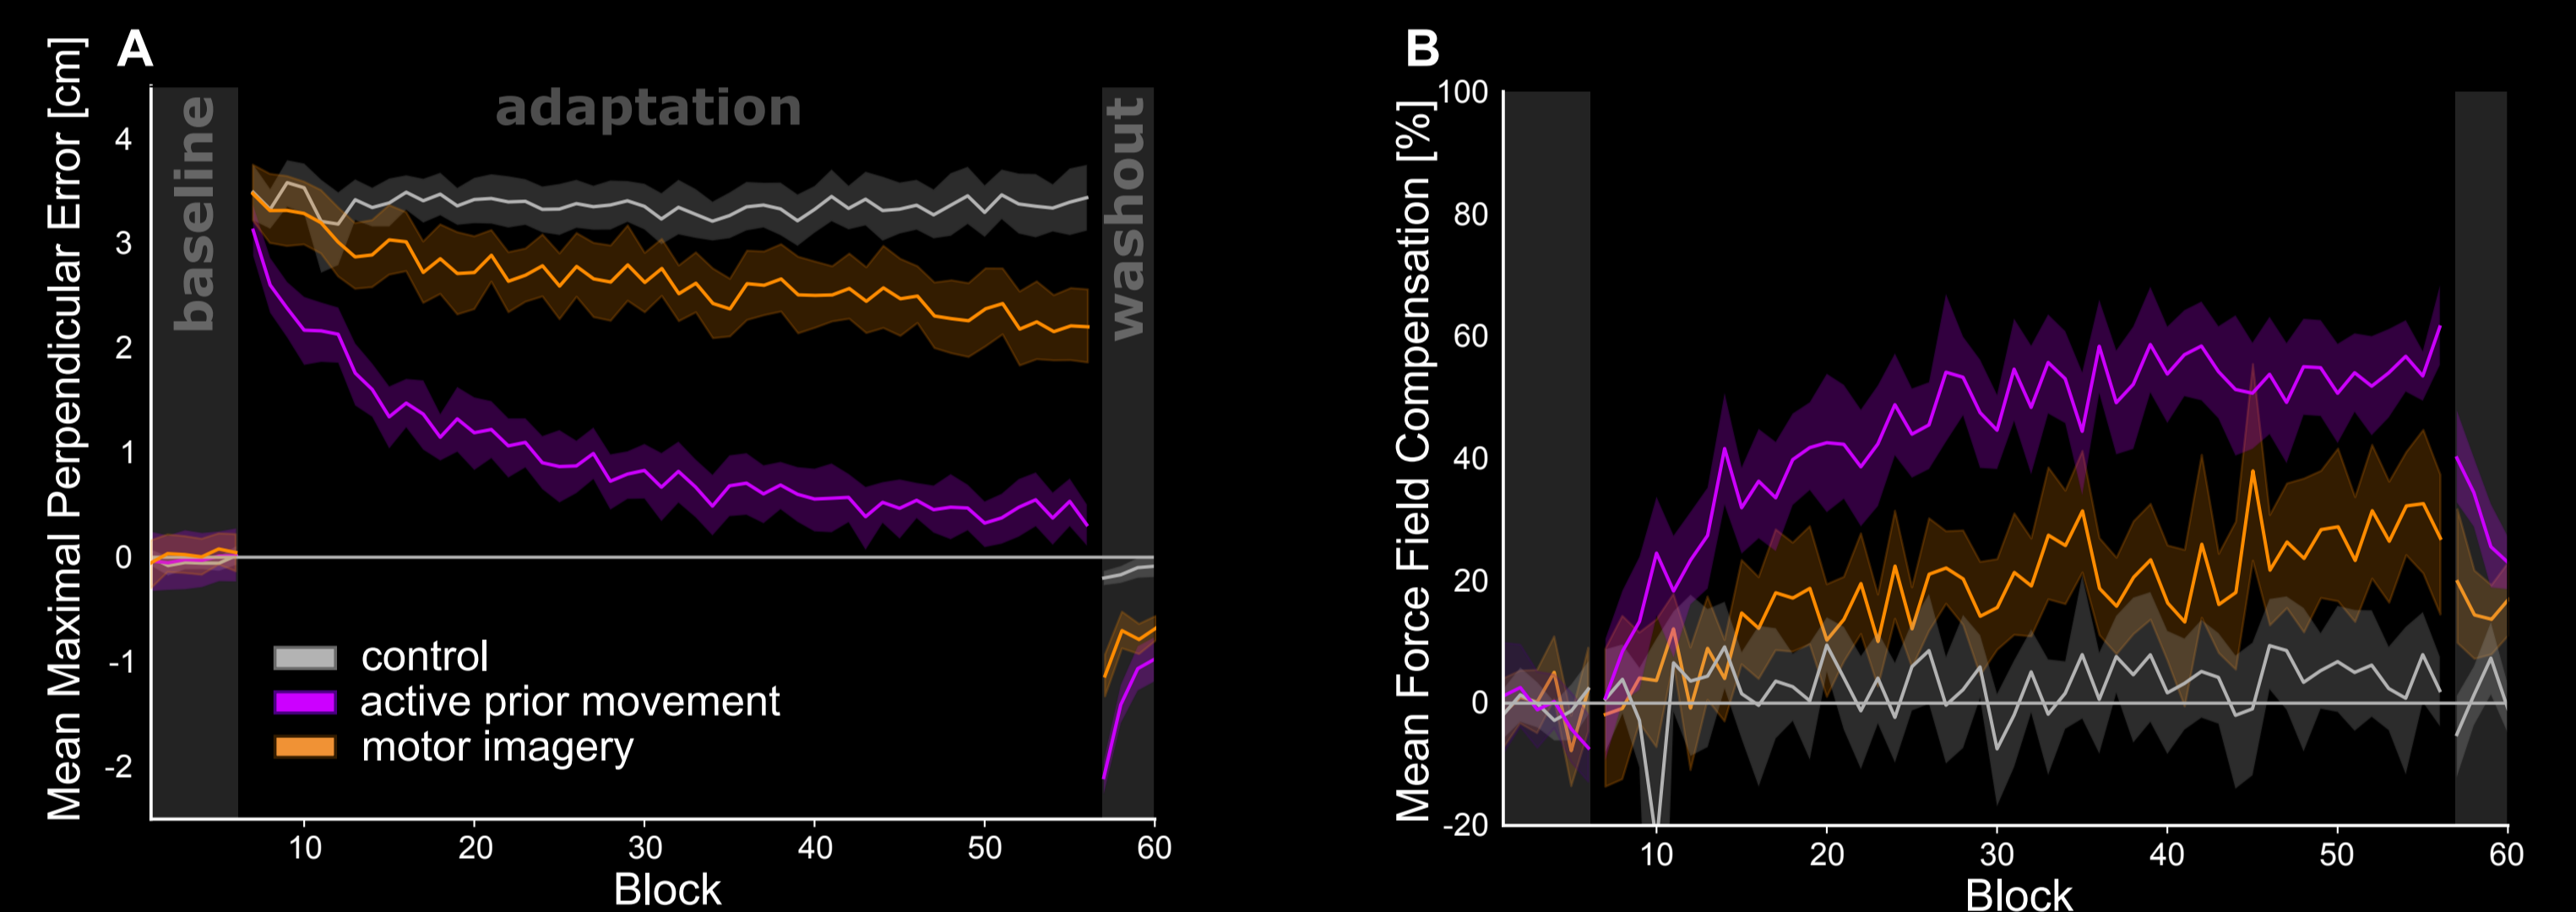 A
Mean Maximal Perpendicular Error [cm]
4
3
2
1
0
-1
-2
baseline
adaptation
washout
control
active prior movement
motor imagery
10 20 30 40 50 60
Block
B
Mean Force Field Compensation [%]
100
80
60
40
20
0
-20
10 20 30 40 50 60
Block